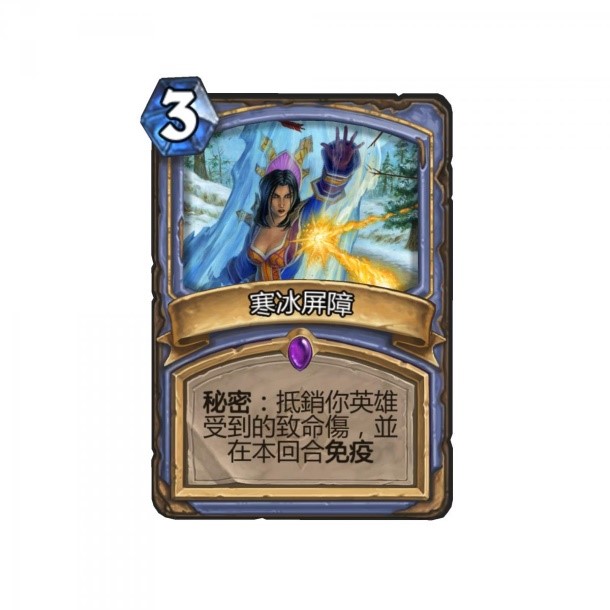 3
寒冰屏障
秘密：抵銷你英雄
受到的致命傷，並
在本回合免疫